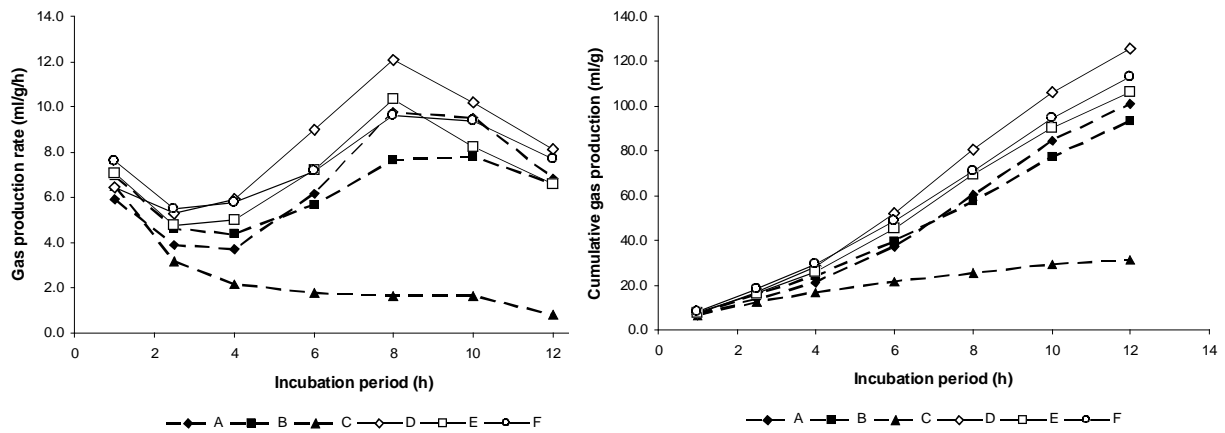 Gas production rate (ml/g/h)
14.0
12.0
10.0
8.0
6.0
4.0
2.0
0.0
0 2 4 6 8 10 12
Incubation period (h)
A B C D E F
Cumulative gas production (ml/g)
140.0
120.0
100.0
80.0
60.0
40.0
20.0
0.0
0 2 4 6 8 10 12 14
Incubation period (h)
A B C D E F